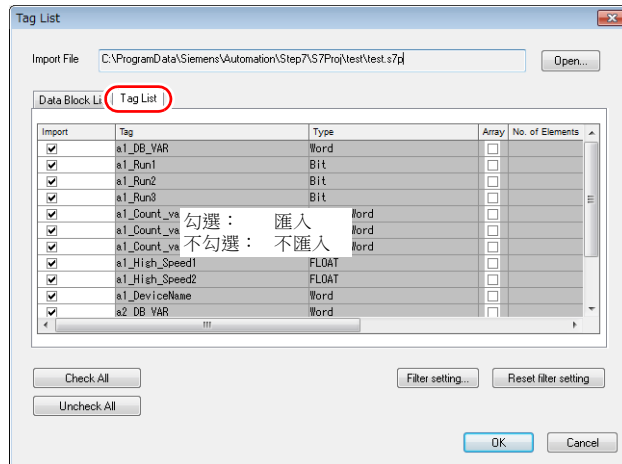 Tag List
Import File C:\ProgramData\Siemens\Automation\Step7\S7Proj\test\test.s7p Open...
Data Block Li Tag List
Import Tag Type Array No. of Elements
a1_DB_VAR Word
a1_Run1 Bit
a1_Run2 Bit
a1_Run3 Bit
a1_Count_va Word
a1_Count_va Word
a1_Count_va Word
勾選： 匯入
不勾選： 不匯入
a1_High_Speed1 FLOAT
a1_High_Speed2 FLOAT
a1_DeviceName Word
a2_DB_VAR Word
Check All Filter setting... Reset filter setting
Uncheck All
OK Cancel